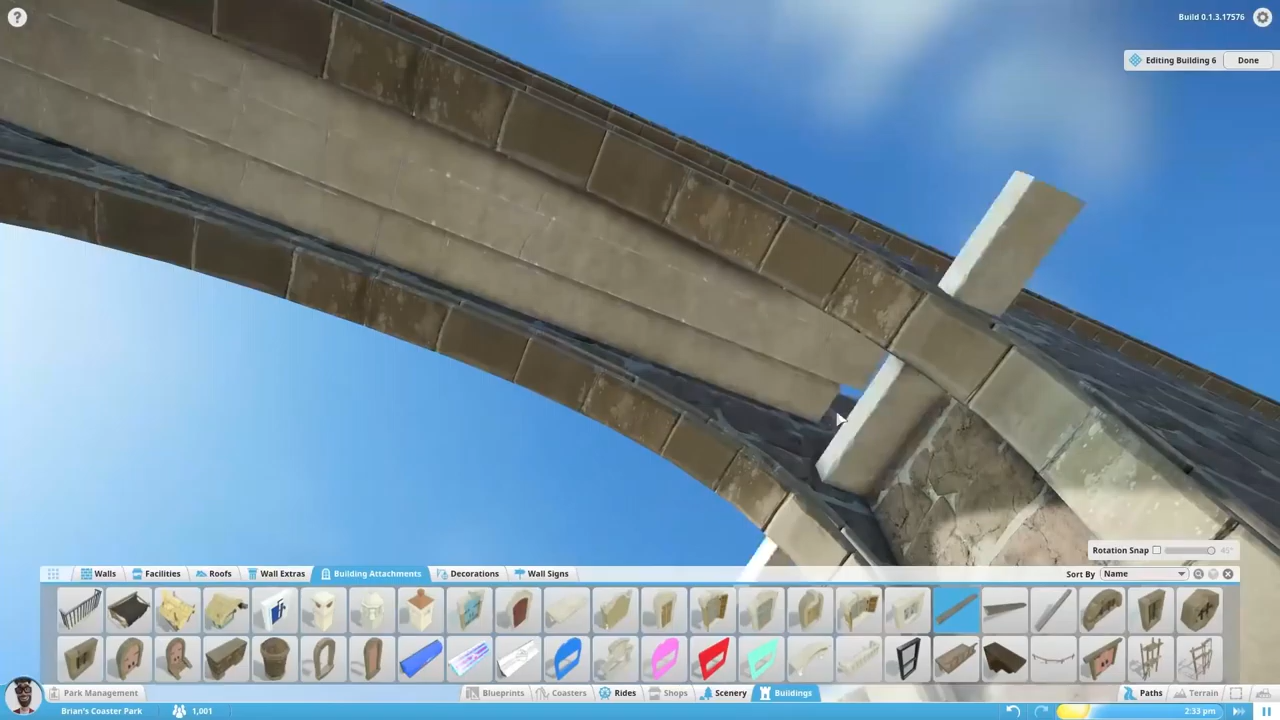 ?
Build 0.1.3.17576
Editing Building 6 Done
Rotation Snap 45°
Walls Facilities Roofs Wall Extras Building Attachments Decorations Wall Signs Sort By Name
Park Management Blueprints Coasters Rides Shops Scenery Buildings Paths Terrain
Brian's Coaster Park 1,001 2:33 pm